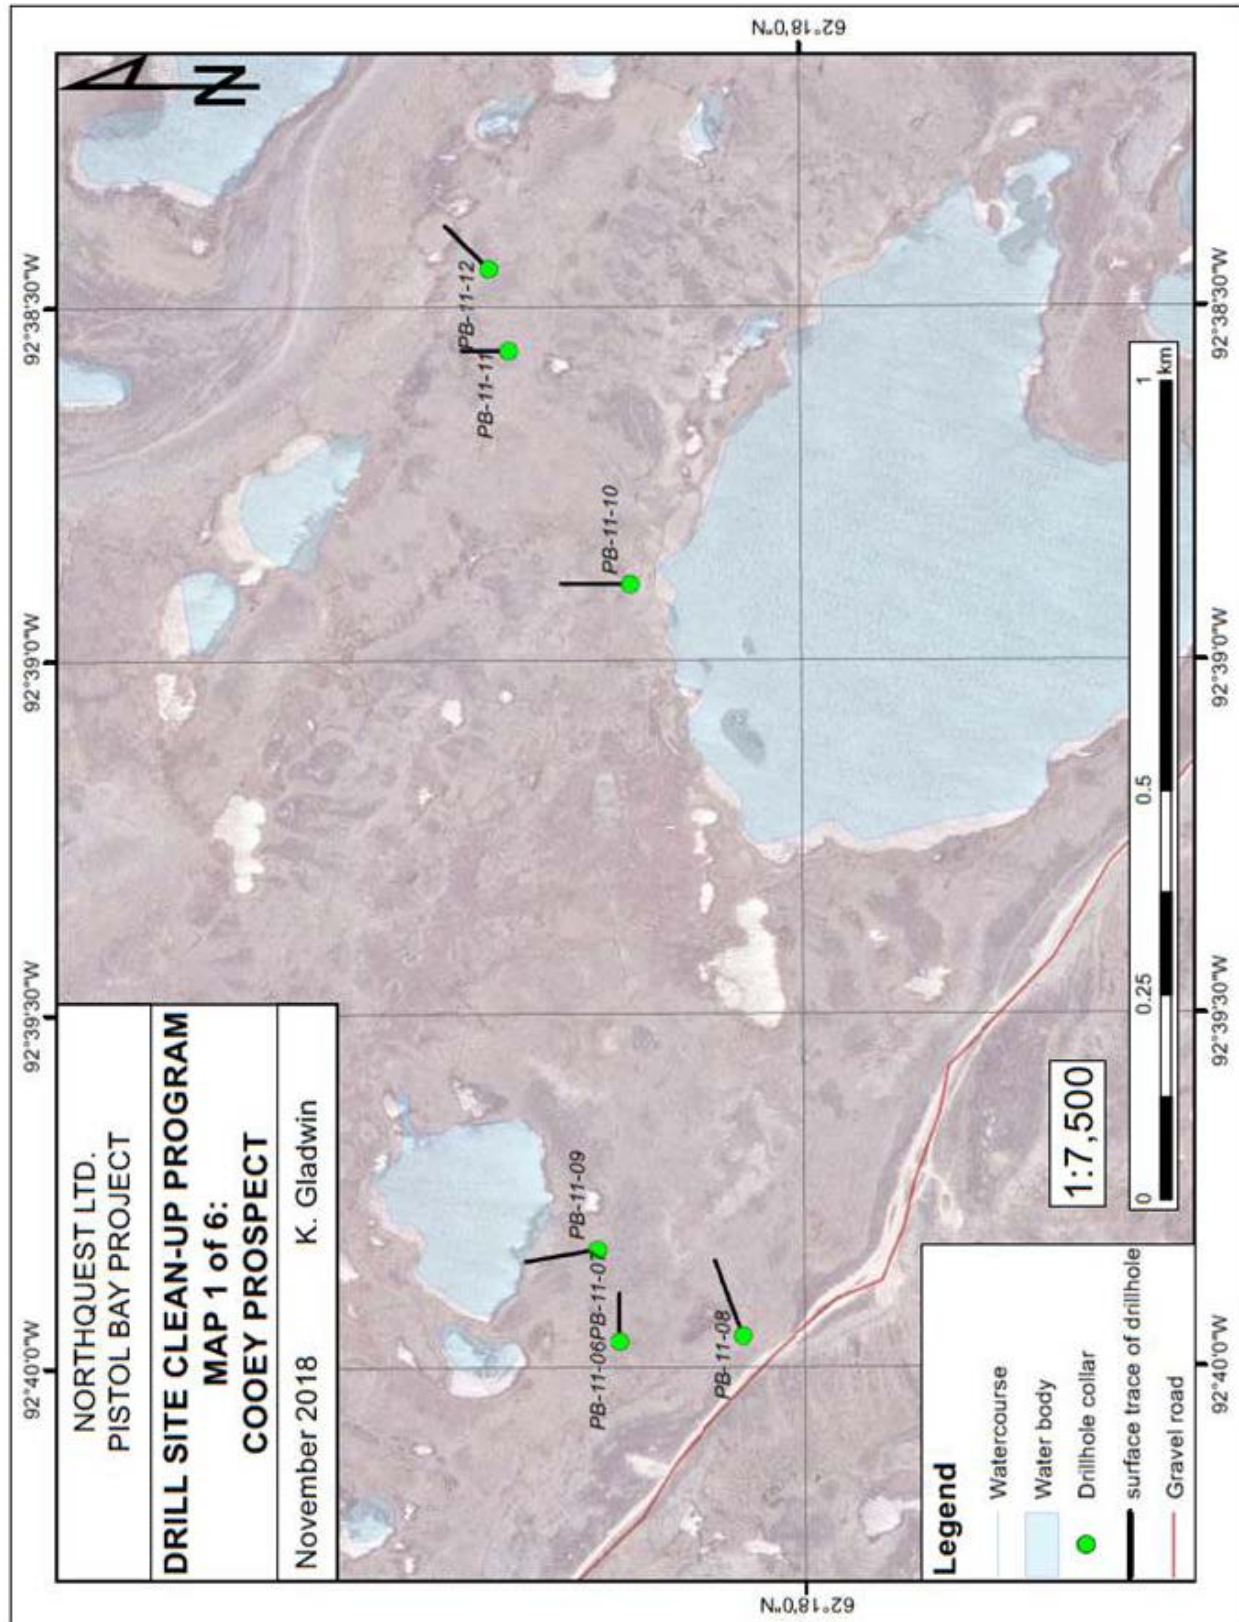 NORTHQUEST LTD.
PISTOL BAY PROJECT
DRILL SITE CLEAN-UP PROGRAM
MAP 1 of 6:
COOEY PROSPECT
November 2018 K. Gladwin
92°40'0"W
92°39'30"W
92°39'0"W
92°38'30"W
N
62°18'0"N
62°18'0"N
PB-11-12
PB-11-11
PB-11-10
PB-11-09
PB-11-06PB-11-07
PB-11-08
Legend
Watercourse
Water body
Drillhole collar
surface trace of drillhole
Gravel road
1:7,500
0 0.25 0.5 1
km
92°40'0"W
92°39'30"W
92°39'0"W
92°38'30"W